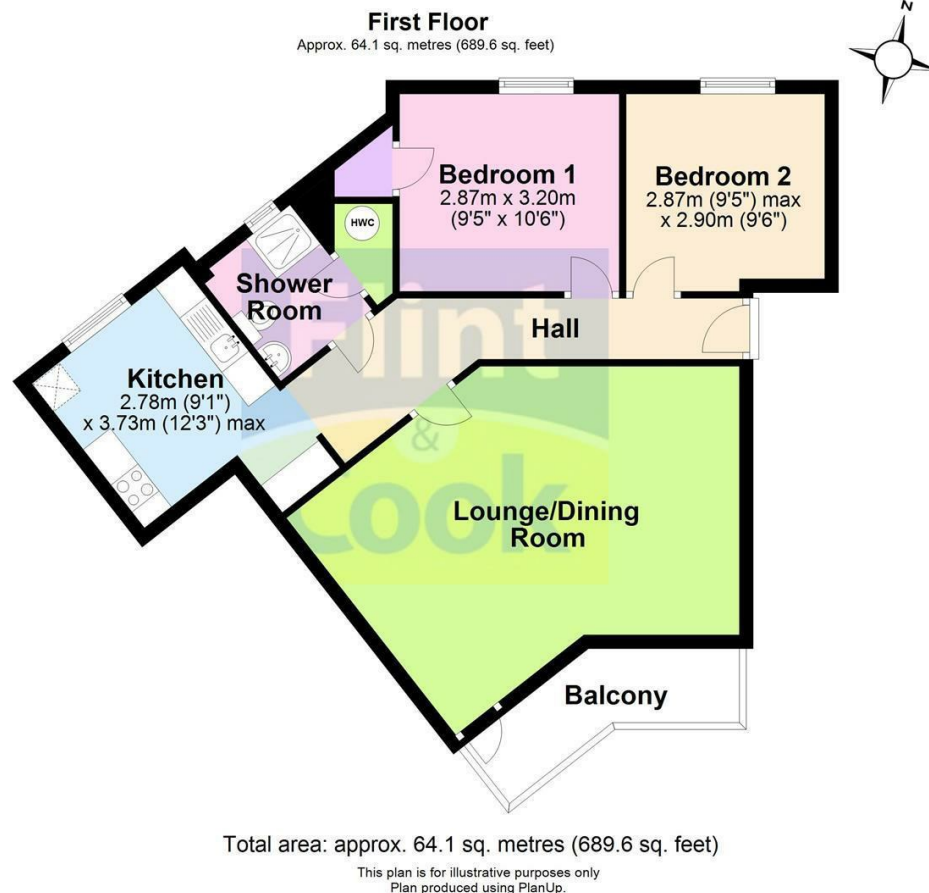 First Floor
Approx. 64.1 sq. metres (689.6 sq. feet)
N
Bedroom 1
2.87m x 3.20m
(9'5" x 10'6")
Bedroom 2
2.87m (9'5") max
x 2.90m (9'6")
HWC
Shower
Room
Hall
Kitchen
2.78m (9'1")
x 3.73m (12'3") max
Flint
&
Cook
Lounge/Dining
Room
Balcony
Total area: approx. 64.1 sq. metres (689.6 sq. feet)
This plan is for illustrative purposes only
Plan produced using PlanUp.